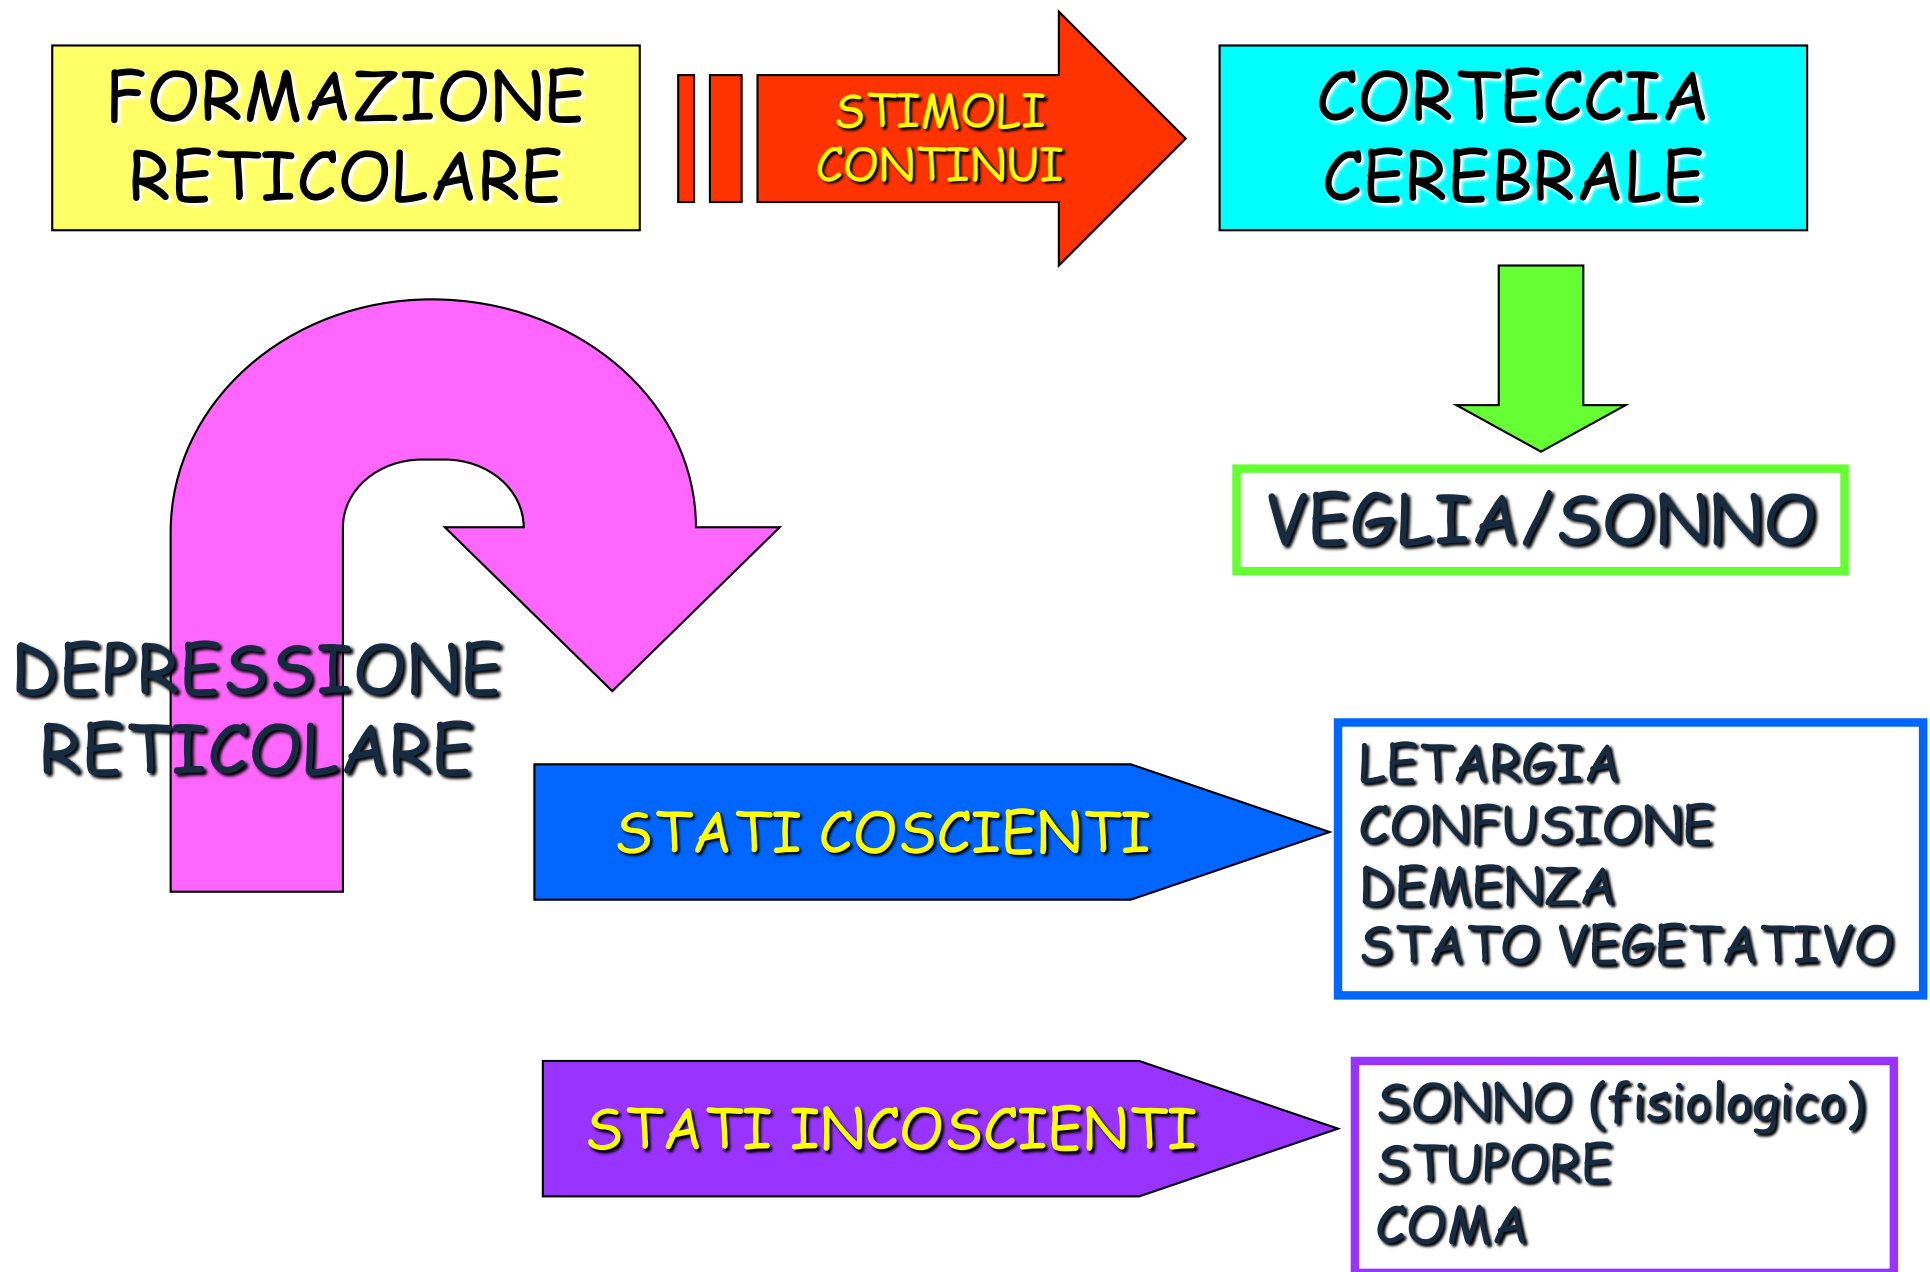 FORMAZIONE
RETICOLARE
STIMOLI
CONTINUI
CORTECCIA
CEREBRALE
VEGLIA/SONNO
DEPRESSIONE
RETICOLARE
STATI COSCIENTI
LETARGIA
CONFUSIONE
DEMENZA
STATO VEGETATIVO
STATI INCOSCIENTI
SONNO (fisiologico)
STUPORE
COMA